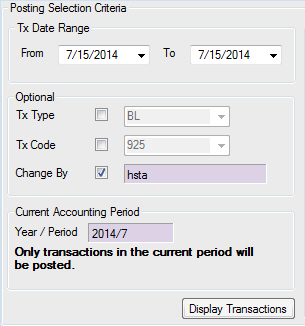 Posting Selection Criteria
Tx Date Range
From 7/15/2014 To 7/15/2014
Optional
Tx Type BL
Tx Code 925
Change By hsta
Current Accounting Period
Year / Period 2014/7
Only transactions in the current period will
be posted.
Display Transactions